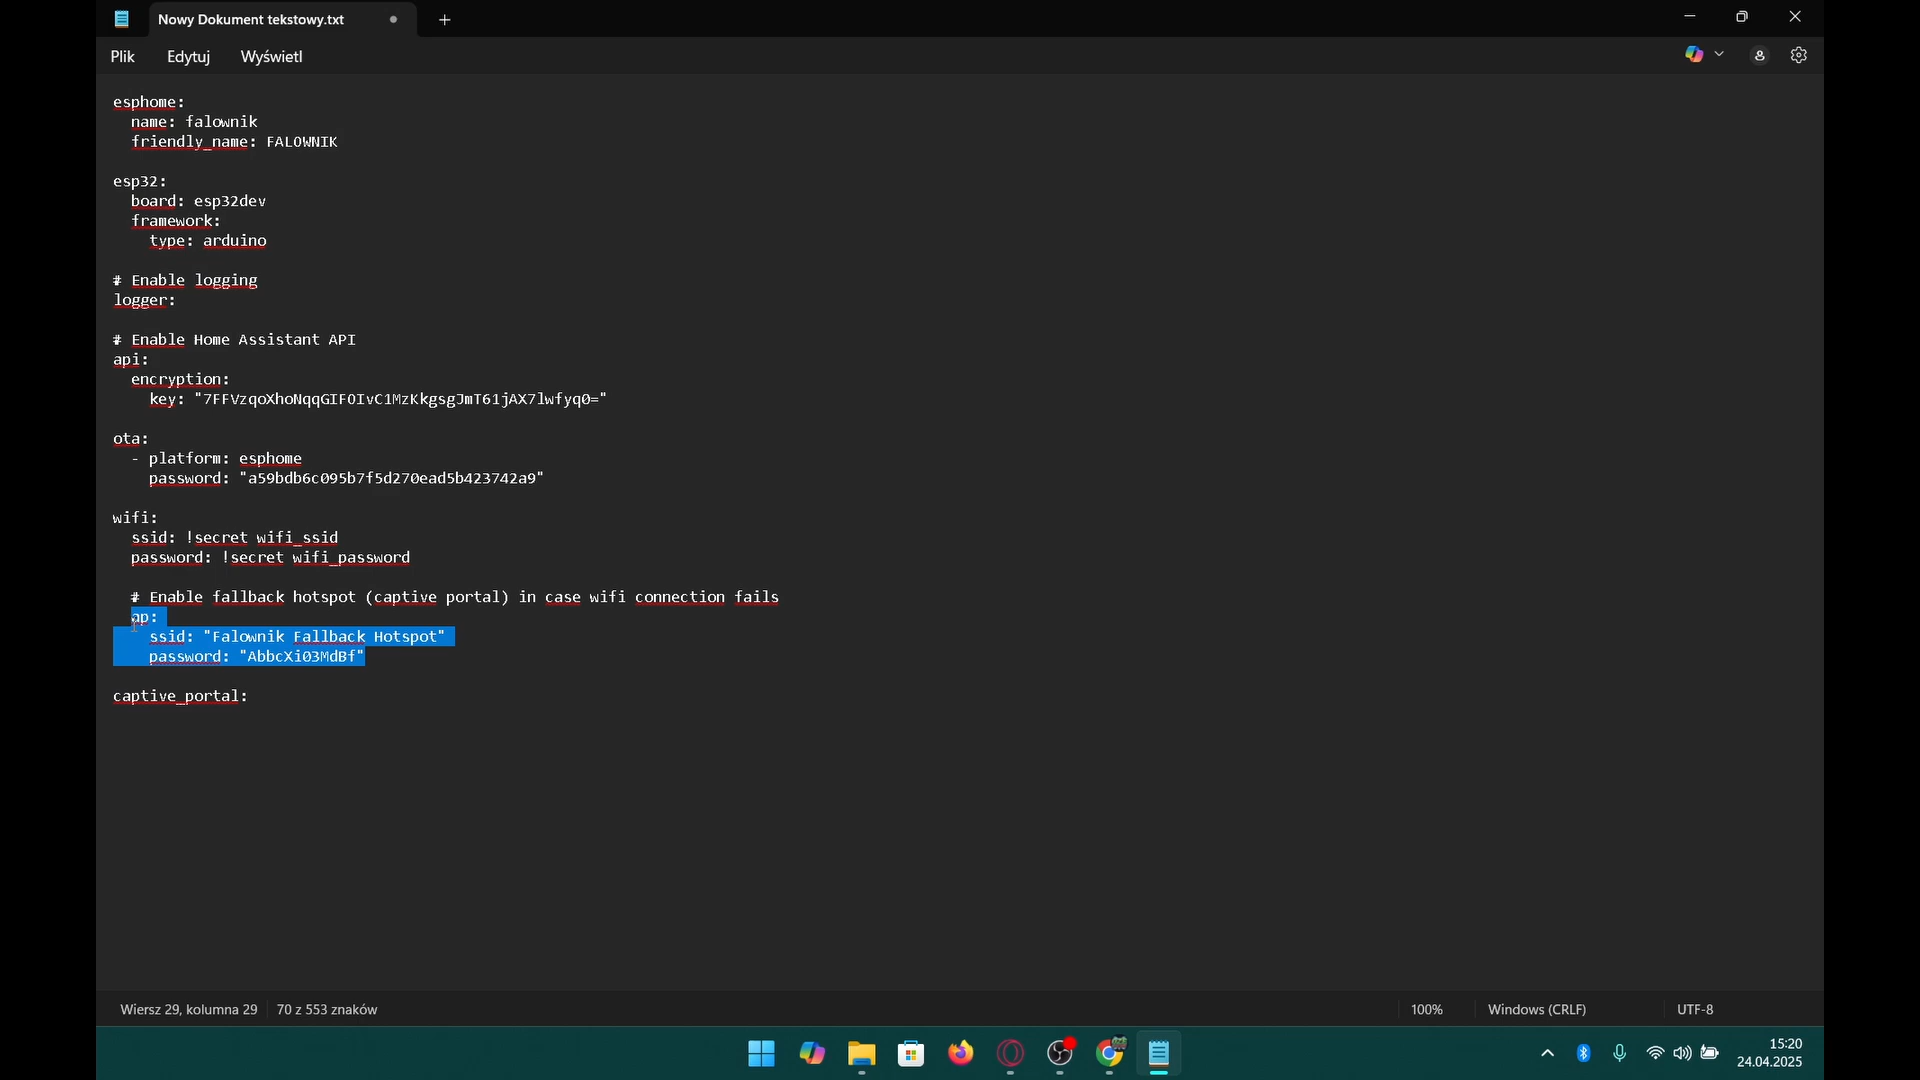 Nowy Dokument tekstowy.txt
Plik Edytuj Wyświetl
esphome:
  name: falownik
  friendly_name: FALOWNIK

esp32:
  board: esp32dev
  framework:
    type: arduino

# Enable logging
logger:

# Enable Home Assistant API
api:
  encryption:
    key: "7FFVzqoXhoNqqGIFOIvC1MzKkgsgJmT61jAX7lwfyq0="

ota:
  - platform: esphome
    password: "a59bdb6c095b7f5d270ead5b423742a9"

wifi:
  ssid: !secret wifi_ssid
  password: !secret wifi_password

  # Enable fallback hotspot (captive portal) in case wifi connection fails
  ap:
    ssid: "Falownik Fallback Hotspot"
    password: "AbbcXi03MdBf"

captive_portal:
Wiersz 29, kolumna 29 70 z 553 znaków 100% Windows (CRLF) UTF-8
15:20
24.04.2025